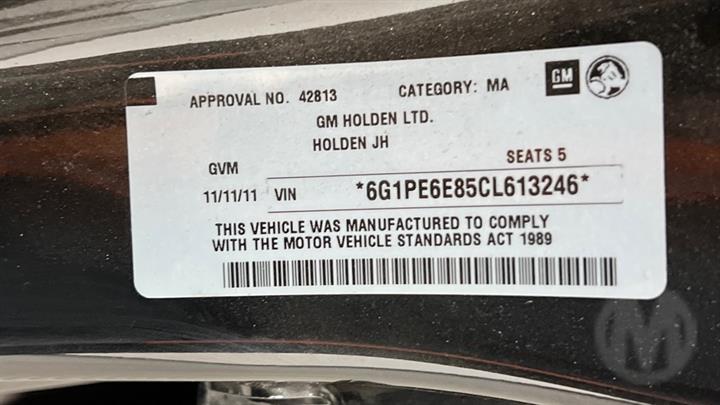 APPROVAL NO. 42813 CATEGORY: MA GM
GM HOLDEN LTD.
HOLDEN JH
GVM SEATS 5
11/11/11 VIN *6G1PE6E85CL613246*
THIS VEHICLE WAS MANUFACTURED TO COMPLY
WITH THE MOTOR VEHICLE STANDARDS ACT 1989
M